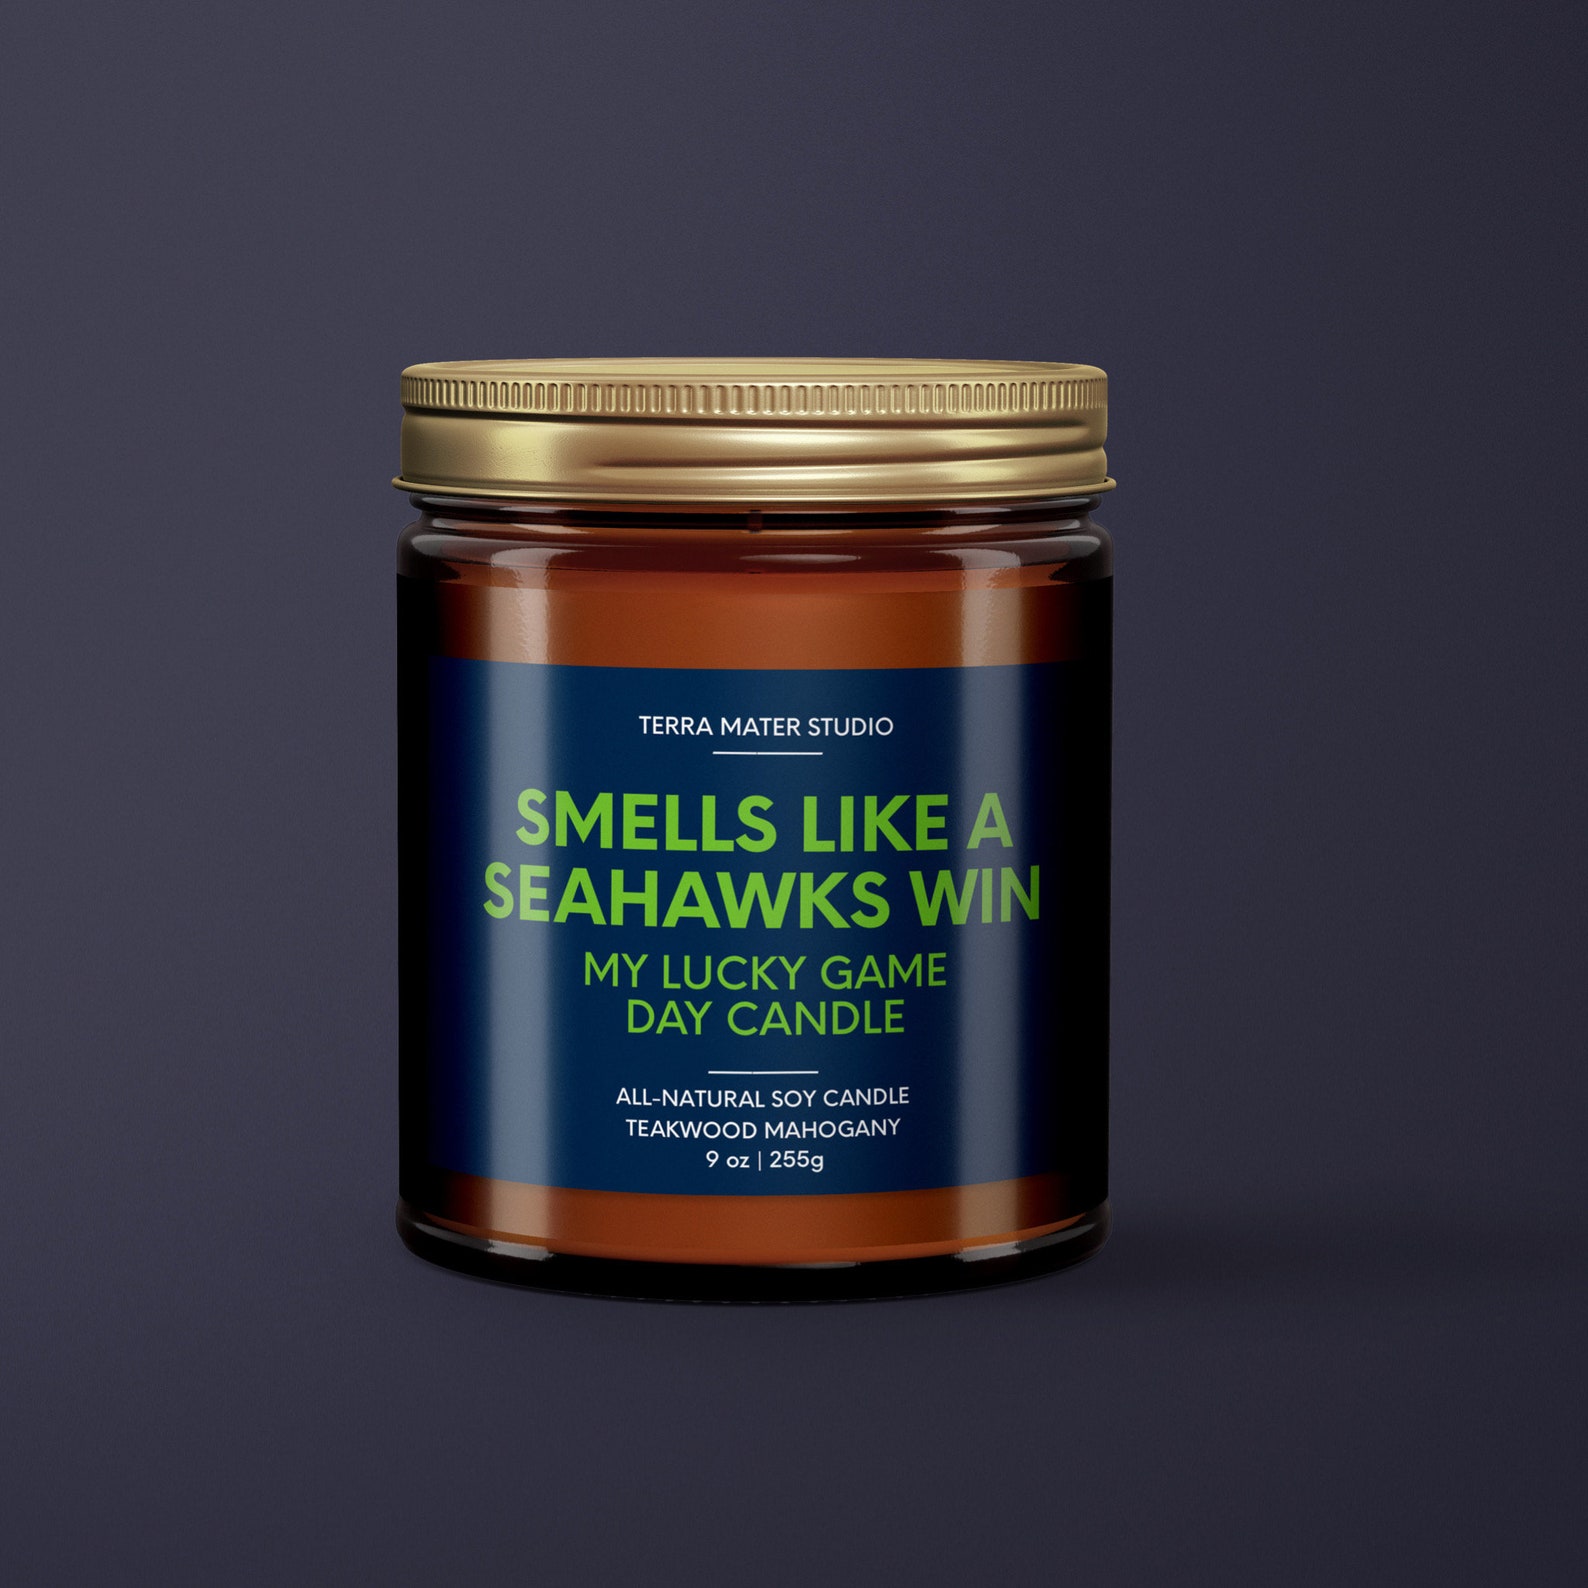 TERRA MATER STUDIO
SMELLS LIKE A
SEAHAWKS WIN
MY LUCKY GAME
DAY CANDLE
ALL-NATURAL SOY CANDLE
TEAKWOOD MAHOGANY
9 oz | 255g